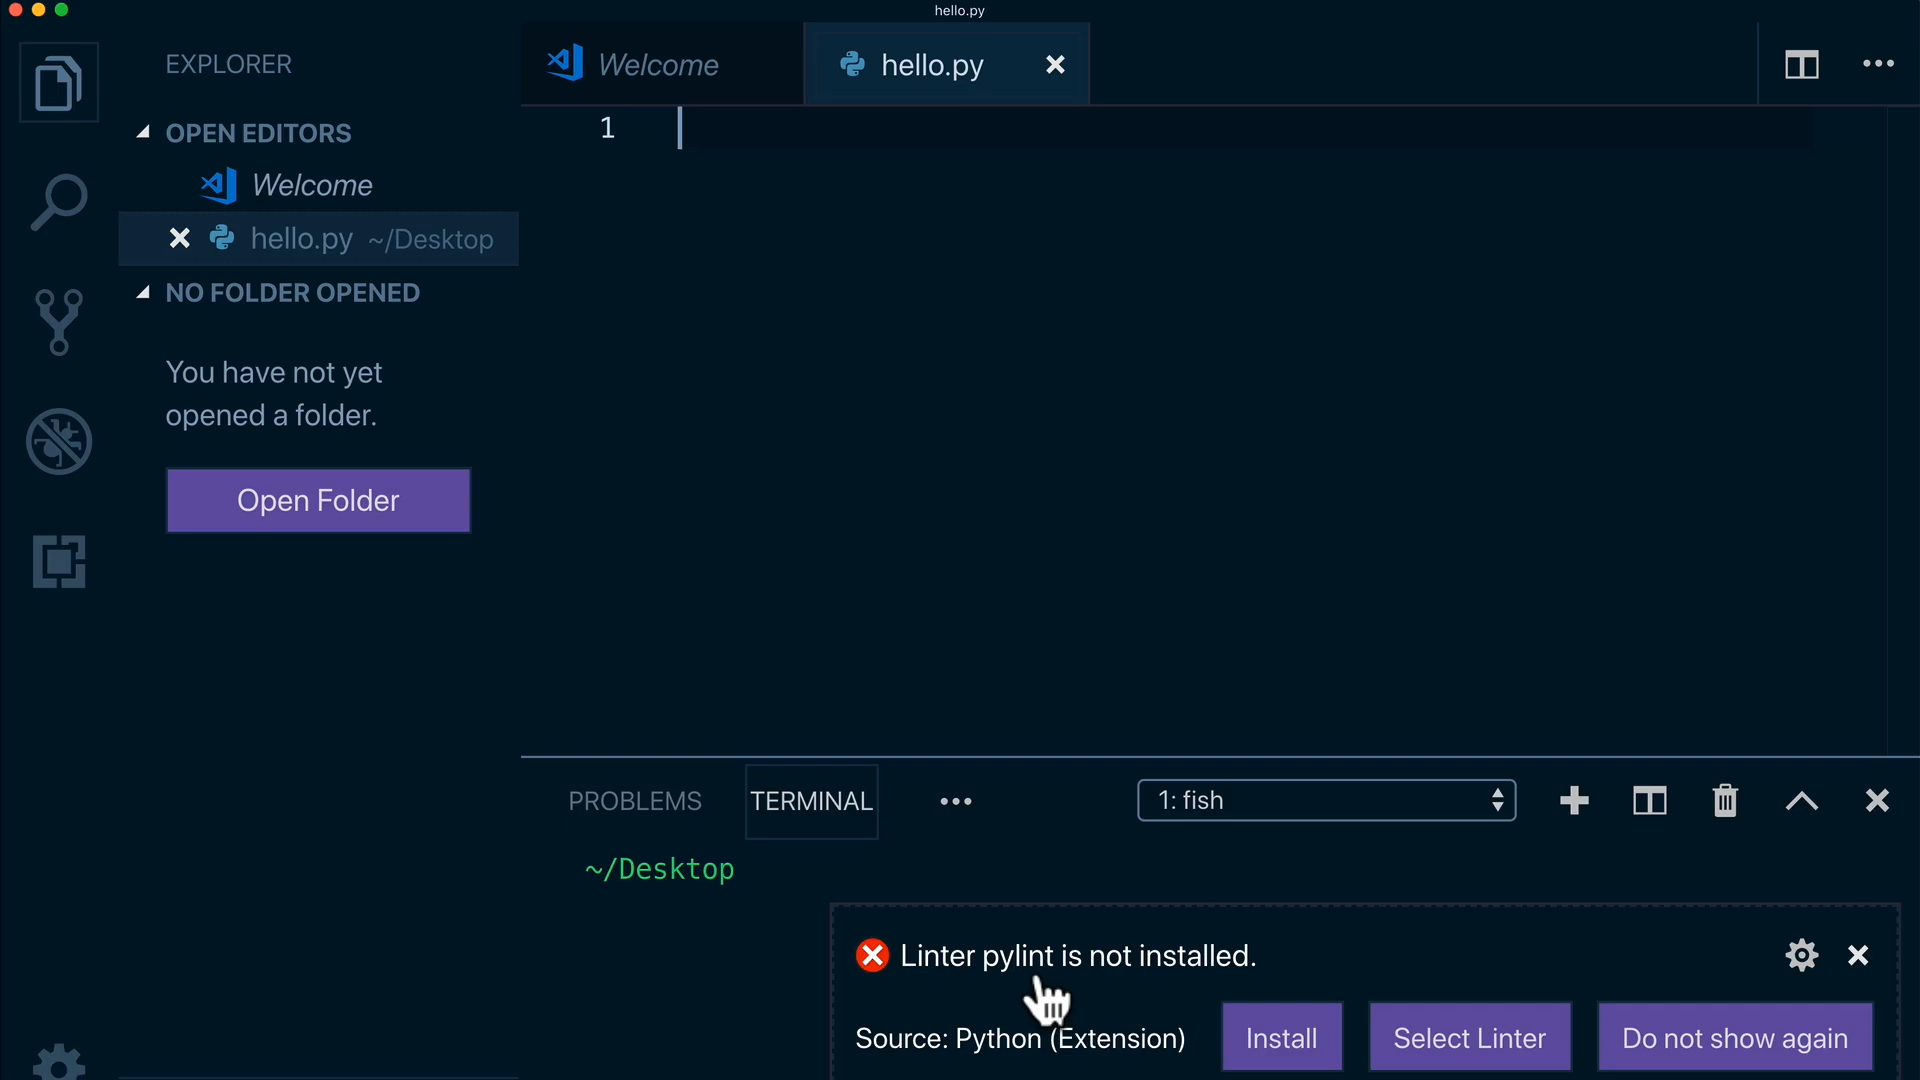 hello.py
EXPLORER
OPEN EDITORS
Welcome
hello.py ~/Desktop
NO FOLDER OPENED
You have not yet
opened a folder.
Open Folder
Welcome
hello.py
1
PROBLEMS
TERMINAL
1: fish
~/Desktop
Linter pylint is not installed.
Source: Python (Extension)
Install
Select Linter
Do not show again